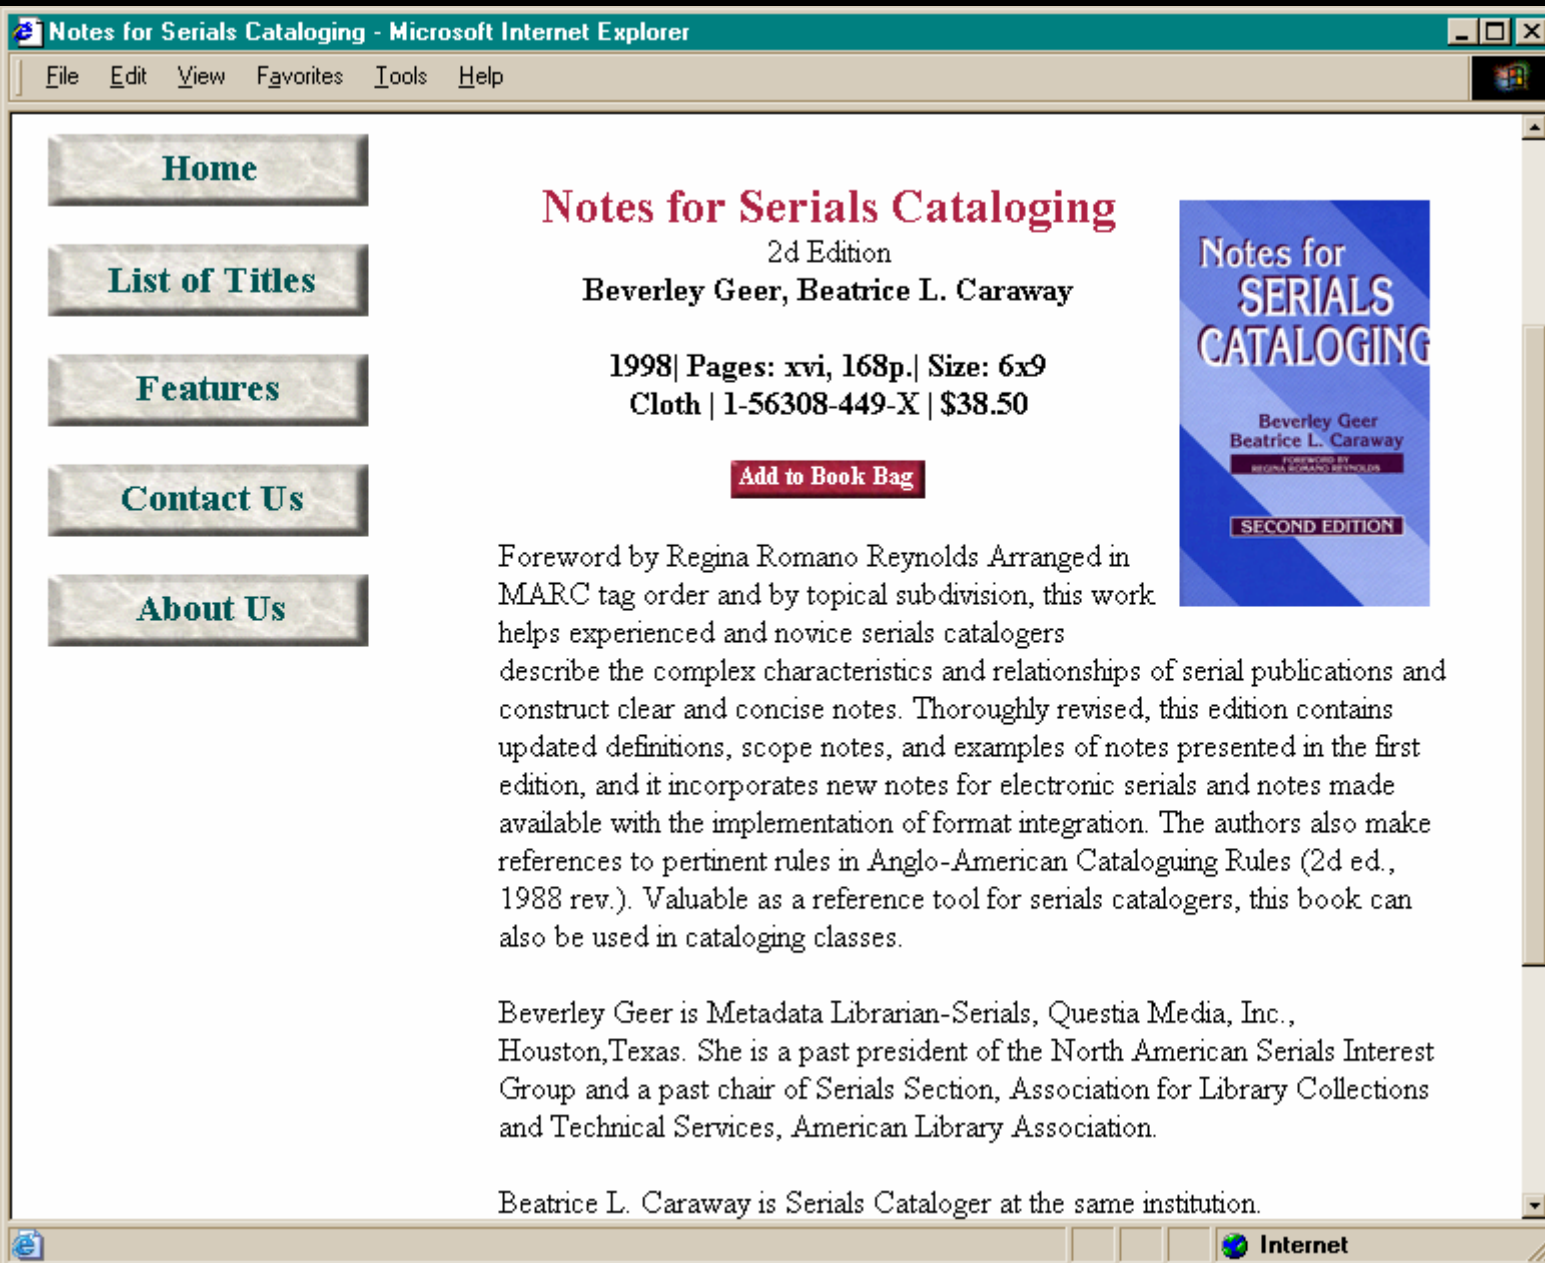 Notes for Serials Cataloging - Microsoft Internet Explorer
File Edit View Favorites Tools Help
Home
List of Titles
Features
Contact Us
About Us
Notes for Serials Cataloging
2d Edition
Beverley Geer, Beatrice L. Caraway
1998| Pages: xvi, 168p.| Size: 6x9
Cloth | 1-56308-449-X | $38.50
Add to Book Bag
Notes for
SERIALS
CATALOGING
Beverley Geer
Beatrice L. Caraway
FOREWORD BY
REGINA ROMANO REYNOLDS
SECOND EDITION
Foreword by Regina Romano Reynolds Arranged in
MARC tag order and by topical subdivision, this work
helps experienced and novice serials catalogers
describe the complex characteristics and relationships of serial publications and
construct clear and concise notes. Thoroughly revised, this edition contains
updated definitions, scope notes, and examples of notes presented in the first
edition, and it incorporates new notes for electronic serials and notes made
available with the implementation of format integration. The authors also make
references to pertinent rules in Anglo-American Cataloguing Rules (2d ed.,
1988 rev.). Valuable as a reference tool for serials catalogers, this book can
also be used in cataloging classes.
Beverley Geer is Metadata Librarian-Serials, Questia Media, Inc.,
Houston,Texas. She is a past president of the North American Serials Interest
Group and a past chair of Serials Section, Association for Library Collections
and Technical Services, American Library Association.
Beatrice L. Caraway is Serials Cataloger at the same institution.
Internet